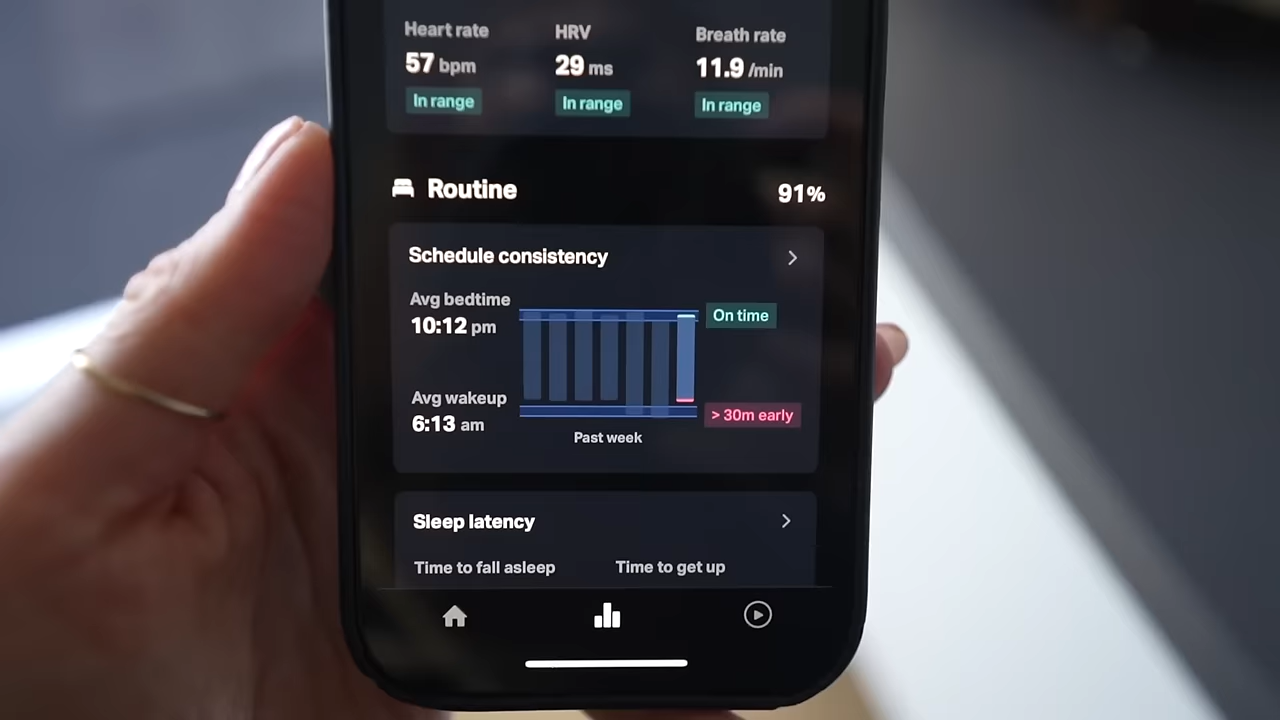 Heart rate HRV Breath rate
57 bpm 29 ms 11.9 /min
In range In range In range
Routine 91%
Schedule consistency
Avg bedtime
10:12 pm
On time
Avg wakeup
6:13 am
> 30m early
Past week
Sleep latency
Time to fall asleep Time to get up